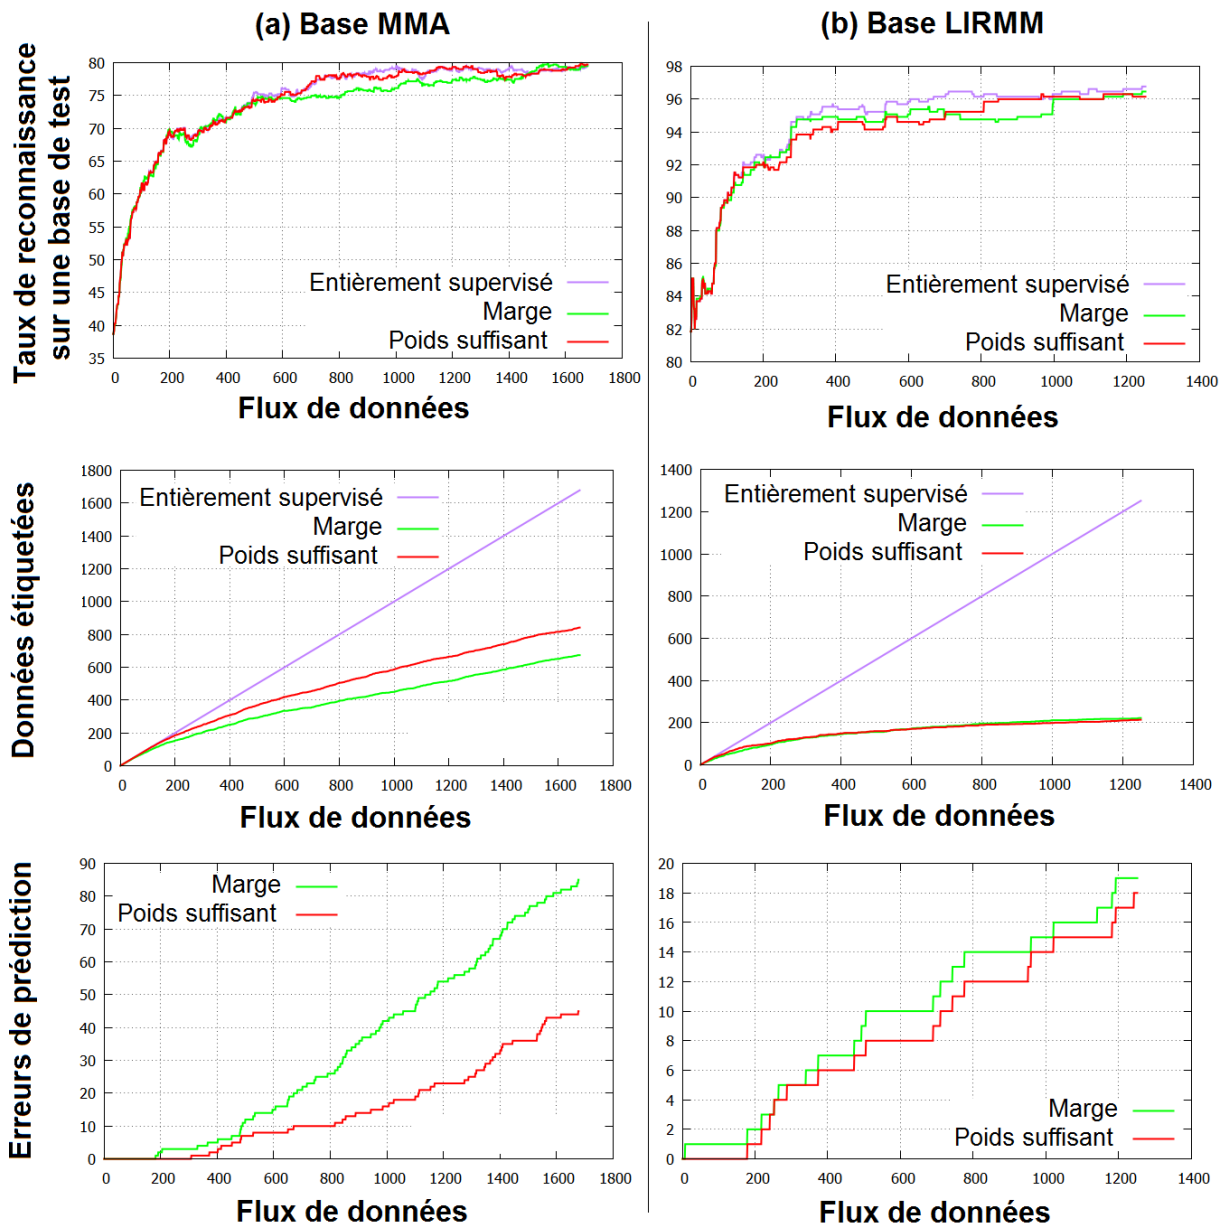 (a) Base MMA
(b) Base LIRMM
Taux de reconnaissance
sur une base de test
80
75
70
65
60
55
50
45
40
35
Entièrement supervisé
Marge
Poids suffisant
0 200 400 600 800 1000 1200 1400 1600 1800
Flux de données
98
96
94
92
90
88
86
84
82
80
Entièrement supervisé
Marge
Poids suffisant
0 200 400 600 800 1000 1200 1400
Flux de données
Données étiquetées
1800
1600
1400
1200
1000
800
600
400
200
0
Entièrement supervisé
Marge
Poids suffisant
0 200 400 600 800 1000 1200 1400 1600 1800
Flux de données
1400
1200
1000
800
600
400
200
0
Entièrement supervisé
Marge
Poids suffisant
0 200 400 600 800 1000 1200 1400
Flux de données
Erreurs de prédiction
90
80
70
60
50
40
30
20
10
0
Marge
Poids suffisant
0 200 400 600 800 1000 1200 1400 1600 1800
Flux de données
20
18
16
14
12
10
8
6
4
2
0
Marge
Poids suffisant
0 200 400 600 800 1000 1200 1400
Flux de données